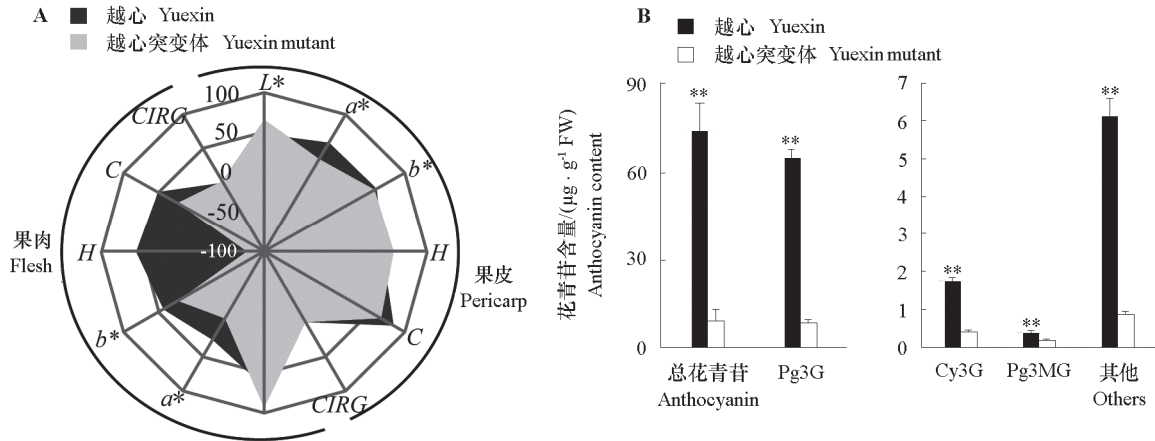 A
越心 Yuexin
越心突变体 Yuexin mutant
L*
a*
b*
H
C
CIRG
a*
b*
H
C
CIRG
100
50
0
-50
-100
果肉
Flesh
果皮
Pericarp
B
越心 Yuexin
越心突变体 Yuexin mutant
花青苷含量/(μg · g-1 FW)
Anthocyanin content
90
60
30
0
**
**
总花青苷
Anthocyanin
Pg3G
7
6
5
4
3
2
1
0
**
**
**
Cy3G
Pg3MG
其他
Others